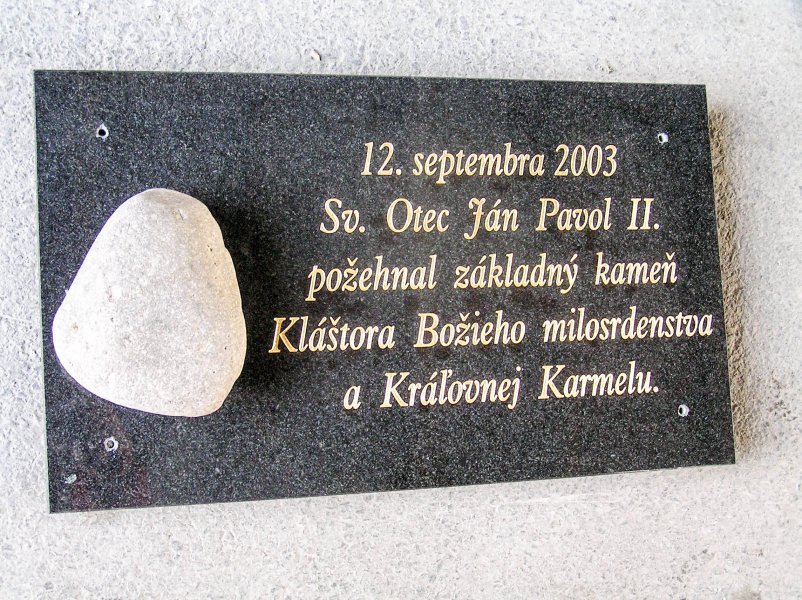 12. septembra 2003
Sv. Otec Ján Pavol II.
požehnal základný kameň
Kláštora Božieho milosrdenstva
a Kráľovnej Karmelu.